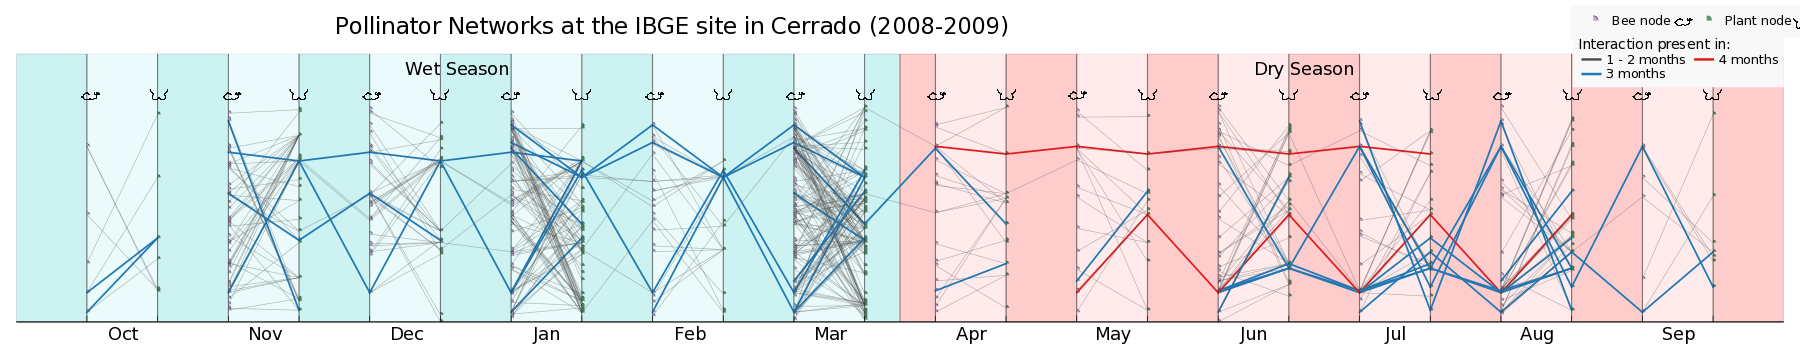 Pollinator Networks at the IBGE site in Cerrado (2008-2009)
Bee node Plant node
Interaction present in:
1 - 2 months 4 months
3 months
Wet Season Dry Season
Oct Nov Dec Jan Feb Mar Apr May Jun Jul Aug Sep